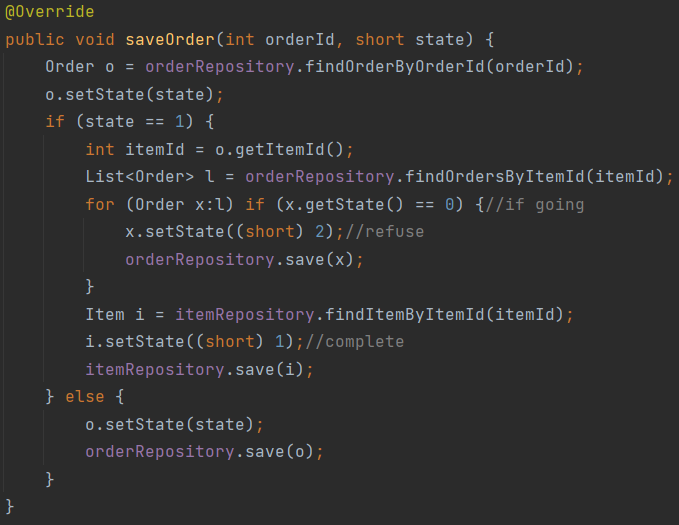 @Override
public void saveOrder(int orderId, short state) {
    Order o = orderRepository.findOrderByOrderId(orderId);
    o.setState(state);
    if (state == 1) {
        int itemId = o.getItemId();
        List<Order> l = orderRepository.findOrdersByItemId(itemId);
        for (Order x:l) if (x.getState() == 0) {//if going
            x.setState((short) 2);//refuse
            orderRepository.save(x);
        }
        Item i = itemRepository.findItemByItemId(itemId);
        i.setState((short) 1);//complete
        itemRepository.save(i);
    } else {
        o.setState(state);
        orderRepository.save(o);
    }
}